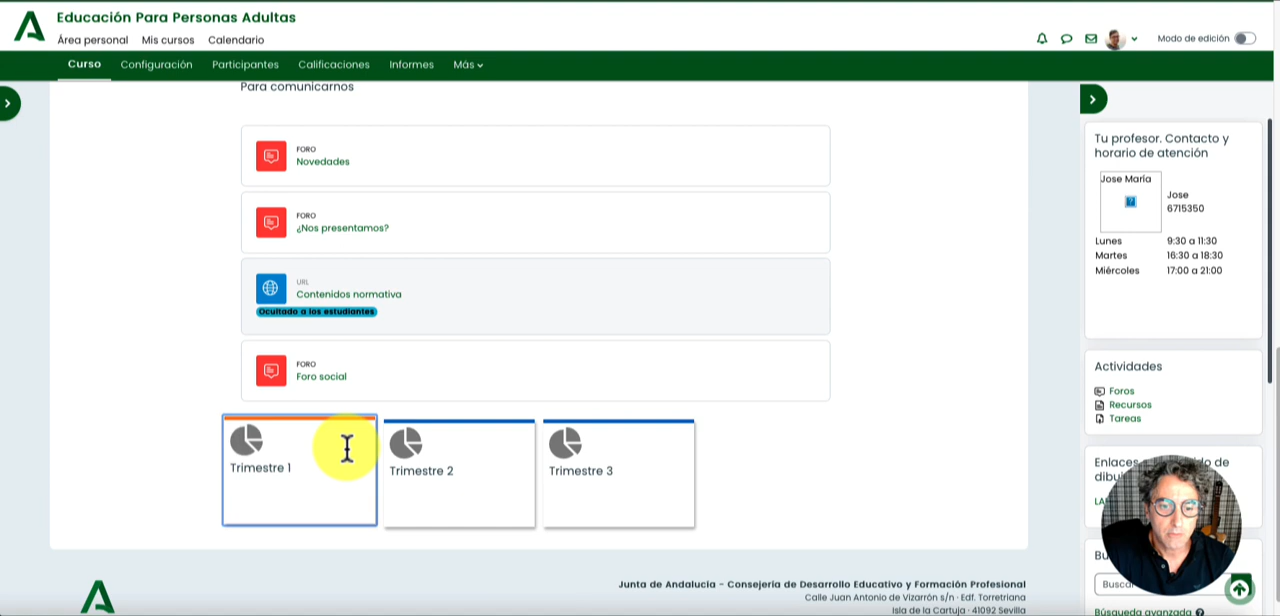 Educación Para Personas Adultas
Área personal Mis cursos Calendario
Modo de edición
Curso Configuración Participantes Calificaciones Informes Más
Para comunicarnos
FORO
Novedades
FORO
¿Nos presentamos?
URL
Contenidos normativa
Ocultado a los estudiantes
FORO
Foro social
Trimestre 1
Trimestre 2
Trimestre 3
Tu profesor. Contacto y
horario de atención
Jose María
Jose
6715350
Lunes 9:30 a 11:30
Martes 16:30 a 18:30
Miércoles 17:00 a 21:00
Actividades
Foros
Recursos
Tareas
Enlaces de
Búsqueda avanzada
Junta de Andalucía - Consejería de Desarrollo Educativo y Formación Profesional
Calle Juan Antonio de Vizarrón s/n · Edf. Torretriana
Isla de la Cartuja · 41092 Sevilla